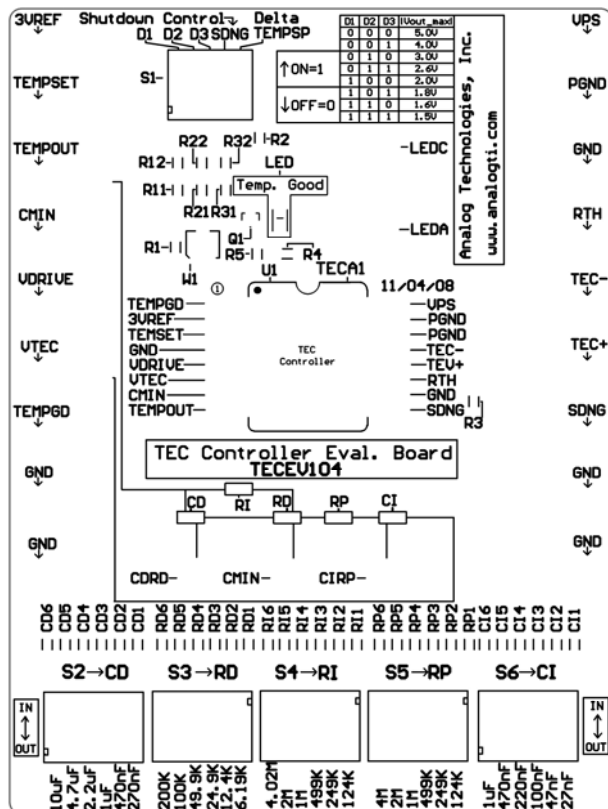 3VREF
Shutdown Control
Delta
D1 D2 D3 SDNG TEMPSP
D1 D2 D3 |Vout_max|
0 0 0 5.0V
0 0 1 4.0V
0 1 0 3.0V
0 1 1 2.6V
1 0 0 2.0V
1 0 1 1.8V
1 1 0 1.6V
1 1 1 1.5V
↑ON=1
↓OFF=0
Analog Technologies, Inc.
www.analogti.com
VPS
TEMPSET
S1
PGND
TEMPOUT
R22 R32 R2
R12
LED
LEDC
GND
R11
Temp. Good
R21 R31
CMIN
Q1
LEDA
RTH
R1
R5
R4
W1
1
U1
TECA1
11/04/08
VDRIVE
TEC-
TEMPGD
3VREF
TEMSET
GND
VDRIVE
VTEC
CMIN
TEMPOUT
TEC
Controller
VPS
PGND
PGND
TEC-
TEV+
RTH
GND
SDNG
R3
VTEC
TEC+
TEMPGD
SDNG
TEC Controller Eval. Board
TECEV104
GND
GND
CD RI RD RP CI
GND
GND
CDRD CMIN CIRP
CD6 CD5 CD4 CD3 CD2 CD1
RD6 RD5 RD4 RD3 RD2 RD1
RI6 RI5 RI4 RI3 RI2 RI1
RP6 RP5 RP4 RP3 RP2 RP1
CI6 CI5 CI4 CI3 CI2 CI1
S2→CD S3→RD S4→RI S5→RP S6→CI
IN
OUT
IN
OUT
10uF 4.7uF 2.2uF 1uF 470nF 270nF
200K 100K 49.9K 24.9K 12.4K 6.19K
4.02M 2M 1M 499K 249K 124K
4M 2M 1M 499K 249K 124K
1uF 470nF 220nF 100nF 47nF 27nF